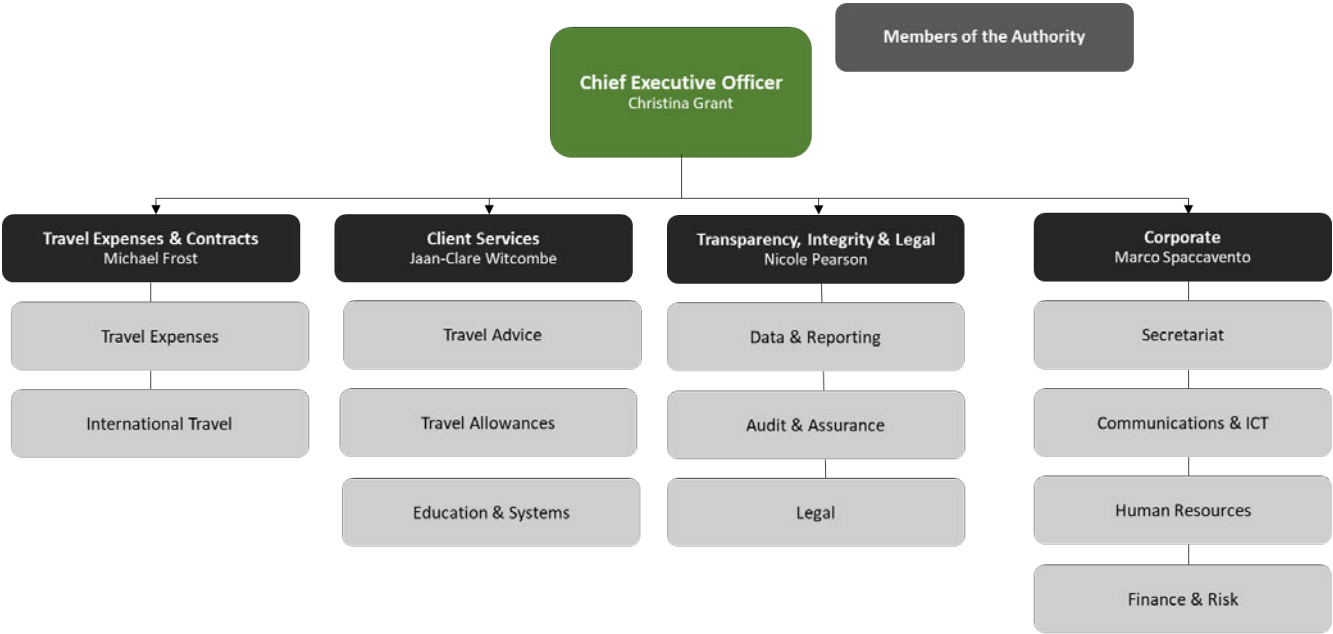 Members of the Authority
Chief Executive Officer
Christina Grant
Travel Expenses & Contracts
Michael Frost
Travel Expenses
International Travel
Client Services
Jaan-Clare Witcombe
Travel Advice
Travel Allowances
Education & Systems
Transparency, Integrity & Legal
Nicole Pearson
Data & Reporting
Audit & Assurance
Legal
Corporate
Marco Spaccavento
Secretariat
Communications & ICT
Human Resources
Finance & Risk